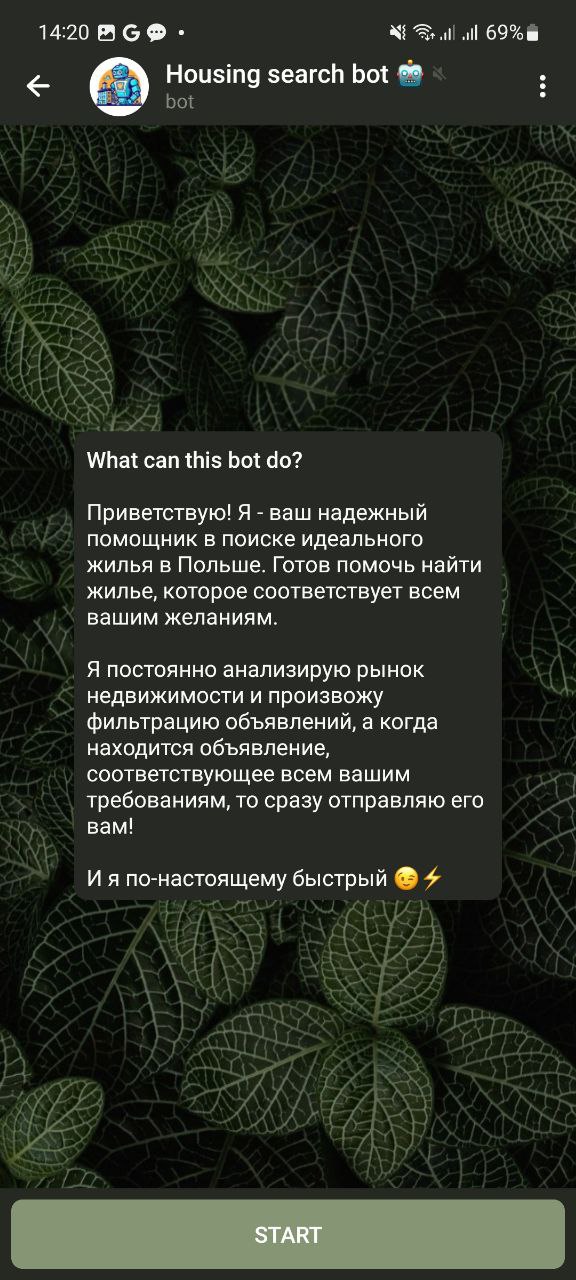 14:20
69%
Housing search bot
bot
What can this bot do?
Приветствую! Я - ваш надежный
помощник в поиске идеального
жилья в Польше. Готов помочь найти
жилье, которое соответствует всем
вашим желаниям.
Я постоянно анализирую рынок
недвижимости и произвожу
фильтрацию объявлений, а когда
находится объявление,
соответствующее всем вашим
требованиям, то сразу отправляю его
вам!
И я по-настоящему быстрый 😉⚡
START